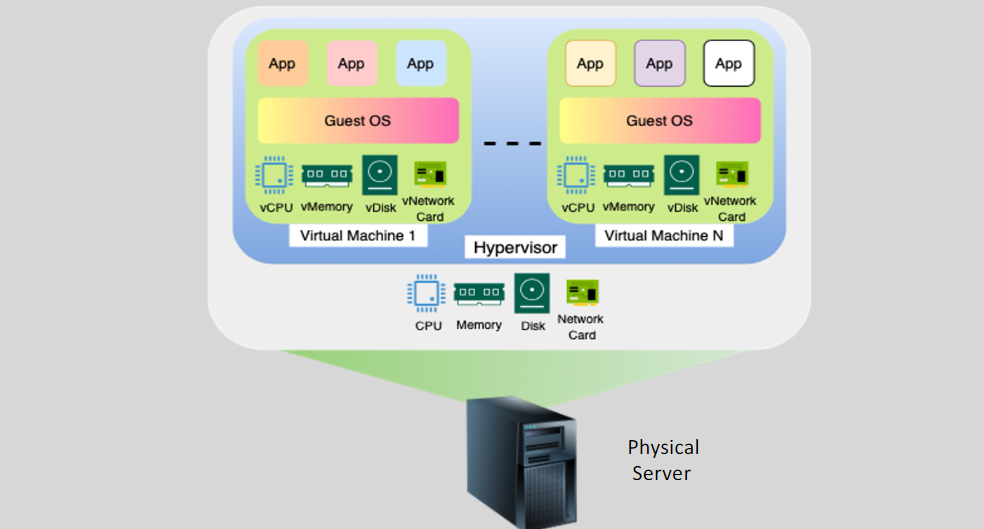 App App App
App App App
Guest OS
Guest OS
vCPU vMemory vDisk vNetwork
Card
vCPU vMemory vDisk vNetwork
Card
Virtual Machine 1
Virtual Machine N
Hypervisor
CPU Memory Disk Network
Card
Physical
Server